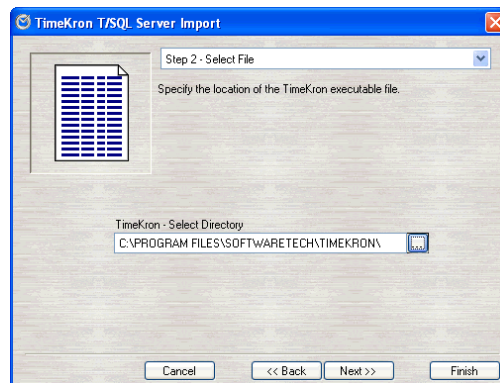 TimeKron T/SQL Server Import
Step 2 - Select File
Specify the location of the TimeKron executable file.
TimeKron - Select Directory
C:\PROGRAM FILES\SOFTWARETECH\TIMEKRON\
...
Cancel
<< Back
Next >>
Finish